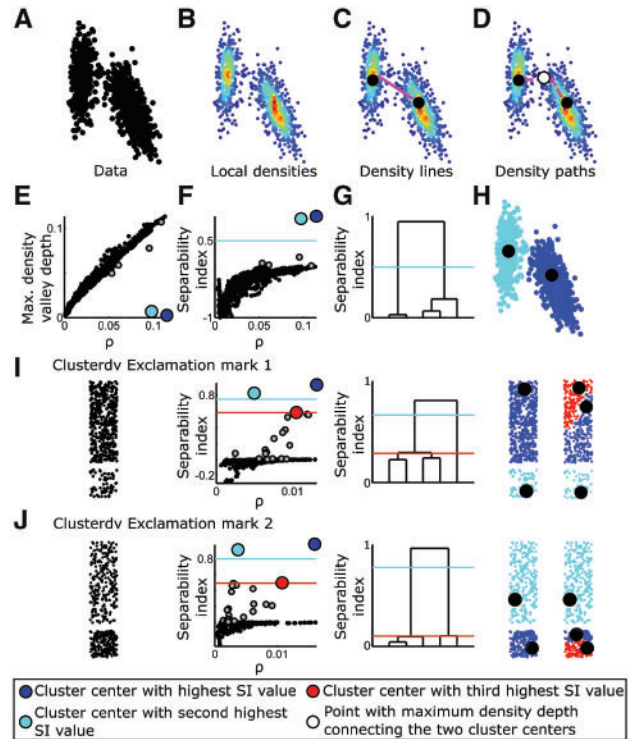 A B C D
Data Local densities Density lines Density paths
E F G H
Max. density valley depth
0.1
0
0 0.05 0.1
ρ
Separability index
0.5
-1
0 0.05 0.1
ρ
Separability index
1
0
I Clusterdv Exclamation mark 1
Separability index
0.8
-0.2
0 0.01
ρ
Separability index
1
0
J Clusterdv Exclamation mark 2
Separability index
0.8
0 0.01
ρ
Separability index
1
0
Cluster center with highest SI value
Cluster center with second highest
SI value
Cluster center with third highest SI value
Point with maximum density depth
connecting the two cluster centers